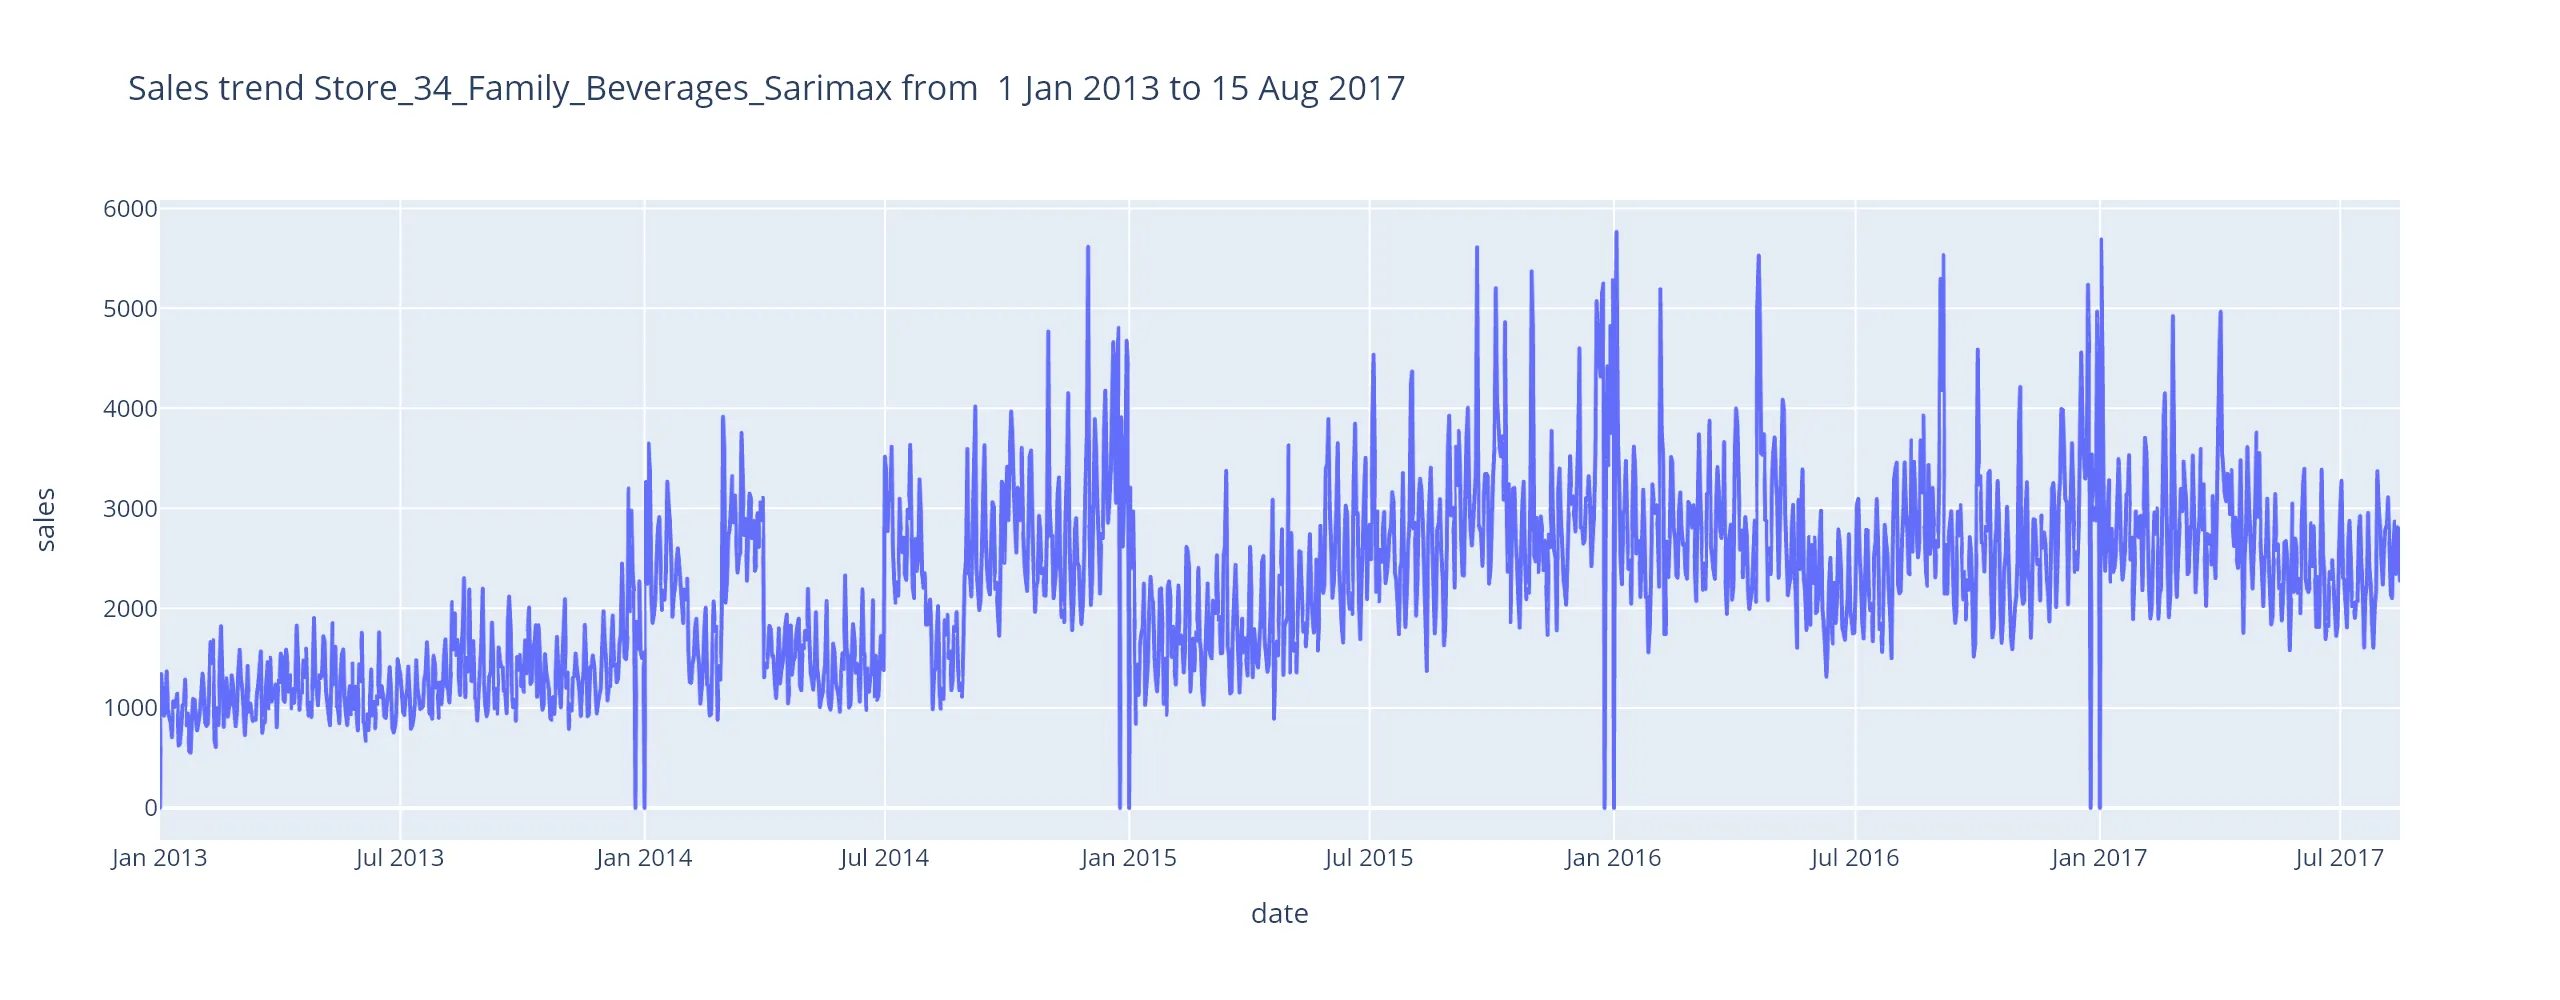 Sales trend Store_34_Family_Beverages_Sarimax from  1 Jan 2013 to 15 Aug 2017
6000
5000
4000
3000
2000
1000
0
sales
Jan 2013 Jul 2013 Jan 2014 Jul 2014 Jan 2015 Jul 2015 Jan 2016 Jul 2016 Jan 2017 Jul 2017
date